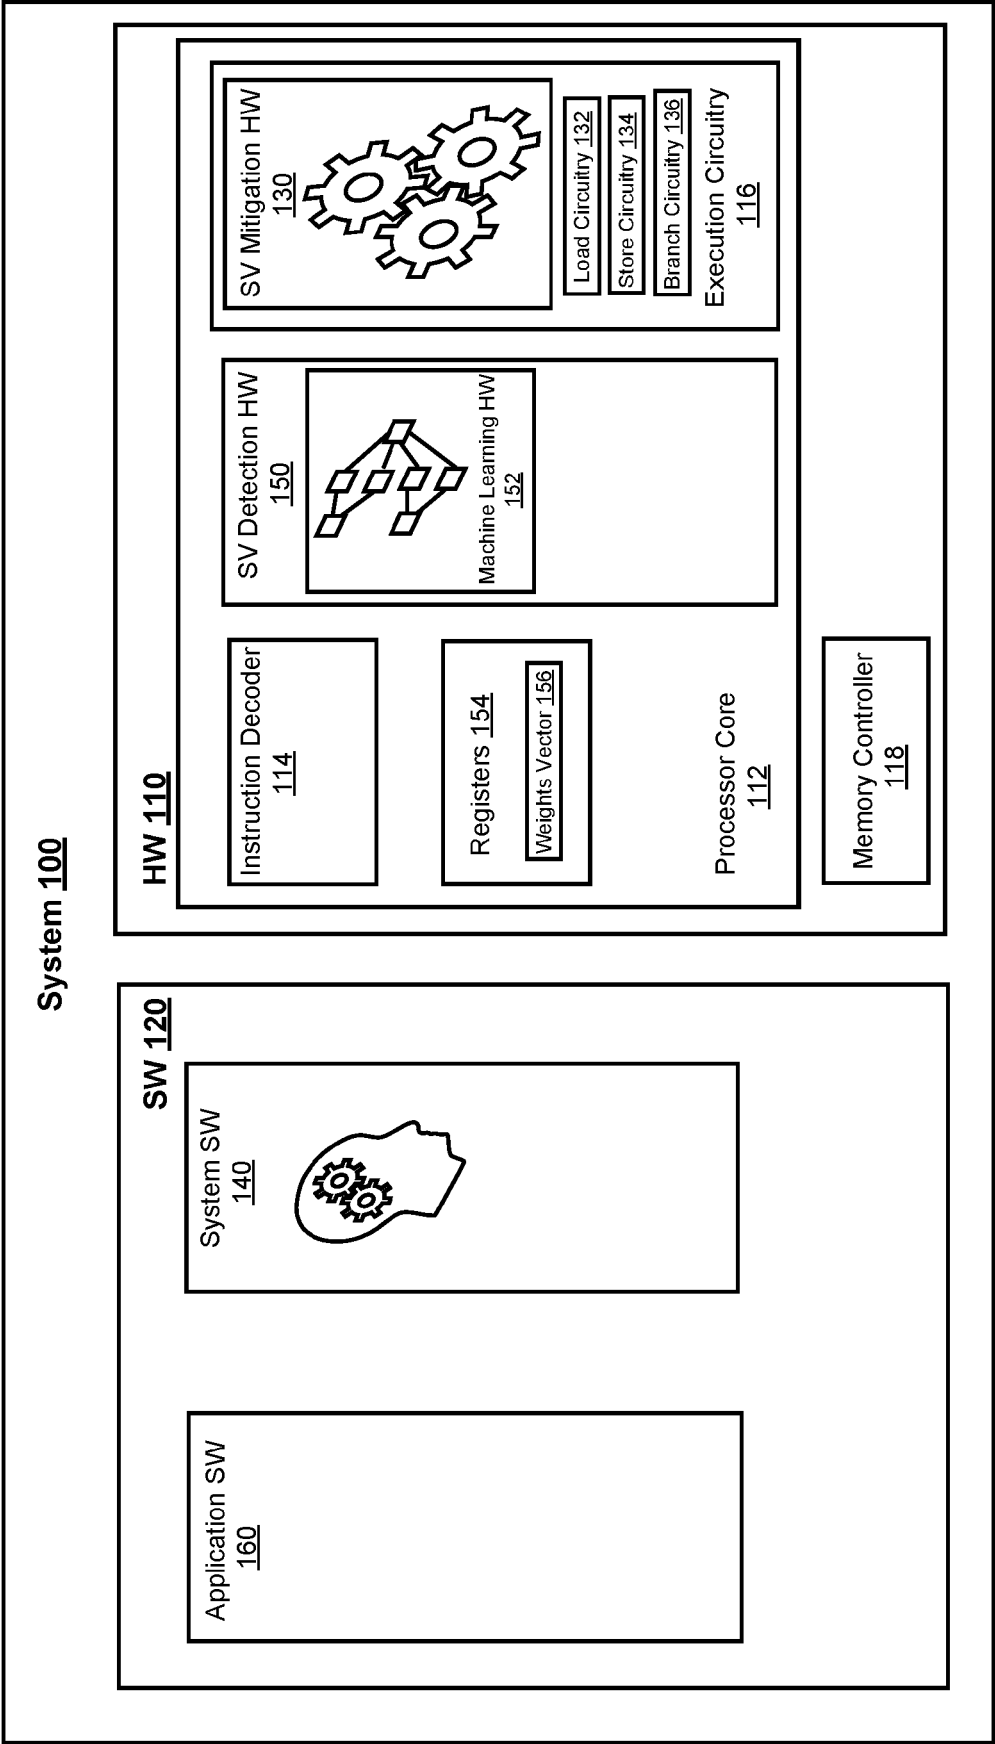 System 100
SW 120
Application SW
160
System SW
140
HW 110
Instruction Decoder
114
Registers 154
Weights Vector 156
Processor Core
112
Memory Controller
118
SV Detection HW
150
Machine Learning HW
152
SV Mitigation HW
130
Load Circuitry 132
Store Circuitry 134
Branch Circuitry 136
Execution Circuitry
116